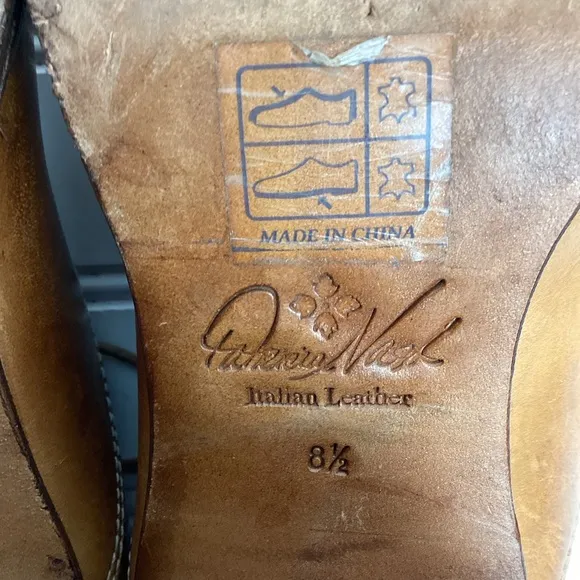 MADE IN CHINA
Patricia Nash
Italian Leather
8½